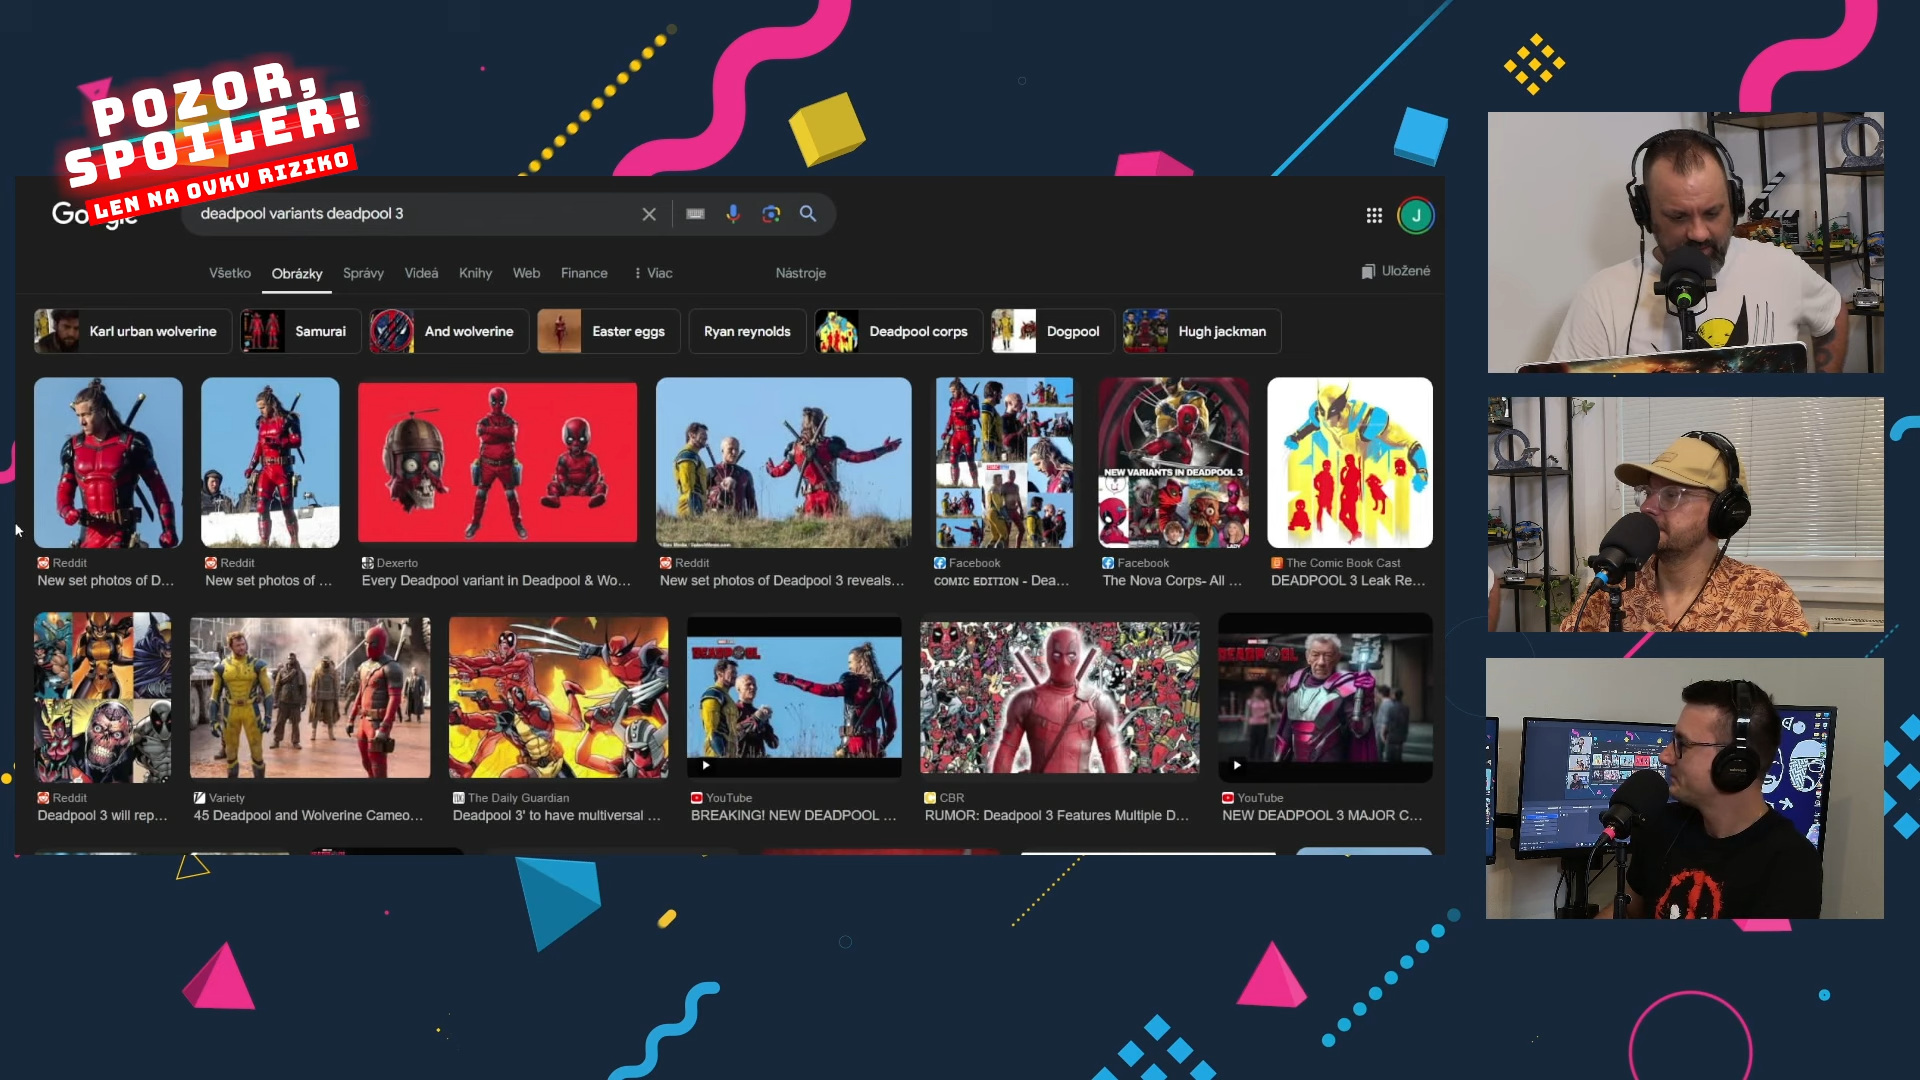 POZOR,
SPOILER!
LEN NA OVKV RIZIKO
Google
deadpool variants deadpool 3
J
Všetko
Obrázky
Správy
Videá
Knihy
Web
Finance
Viac
Nástroje
Uložené
Karl urban wolverine
Samurai
And wolverine
Easter eggs
Ryan reynolds
Deadpool corps
Dogpool
Hugh jackman
NEW VARIANTS IN DEADPOOL 3
Reddit
New set photos of D...
Reddit
New set photos of ...
Dexerto
Every Deadpool variant in Deadpool & Wo...
Reddit
New set photos of Deadpool 3 reveals...
Facebook
COMIC EDITION - Dea...
Facebook
The Nova Corps- All ...
The Comic Book Cast
DEADPOOL 3 Leak Re...
DEADPOOL
DEADPOOL
Reddit
Deadpool 3 will rep...
Variety
45 Deadpool and Wolverine Cameo...
The Daily Guardian
Deadpool 3' to have multiversal ...
YouTube
BREAKING! NEW DEADPOOL ...
CBR
RUMOR: Deadpool 3 Features Multiple D...
YouTube
NEW DEADPOOL 3 MAJOR C...